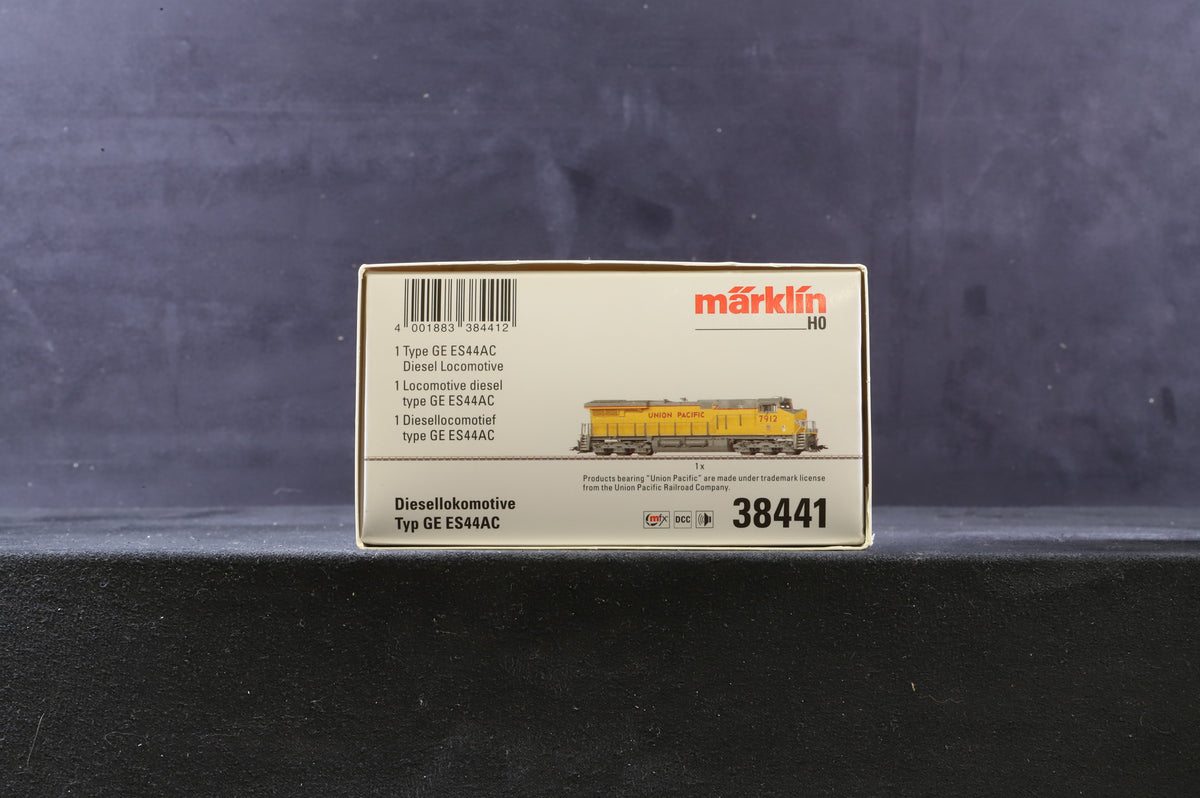 4 001883 384412
märklin
H0
1 Type GE ES44AC
Diesel Locomotive
1 Locomotive diesel
type GE ES44AC
1 Diesellocomotief
type GE ES44AC
UNION PACIFIC
7912
1 x
Products bearing "Union Pacific" are made under trademark license
from the Union Pacific Railroad Company.
Diesellokomotive
Typ GE ES44AC
mfx
DCC
38441